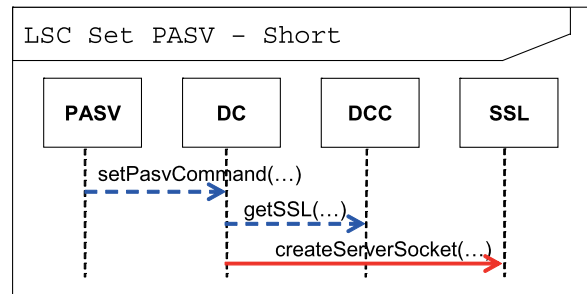 LSC Set PASV – Short
PASV DC DCC SSL
setPasvCommand(…)
getSSL(…)
createServerSocket(…)